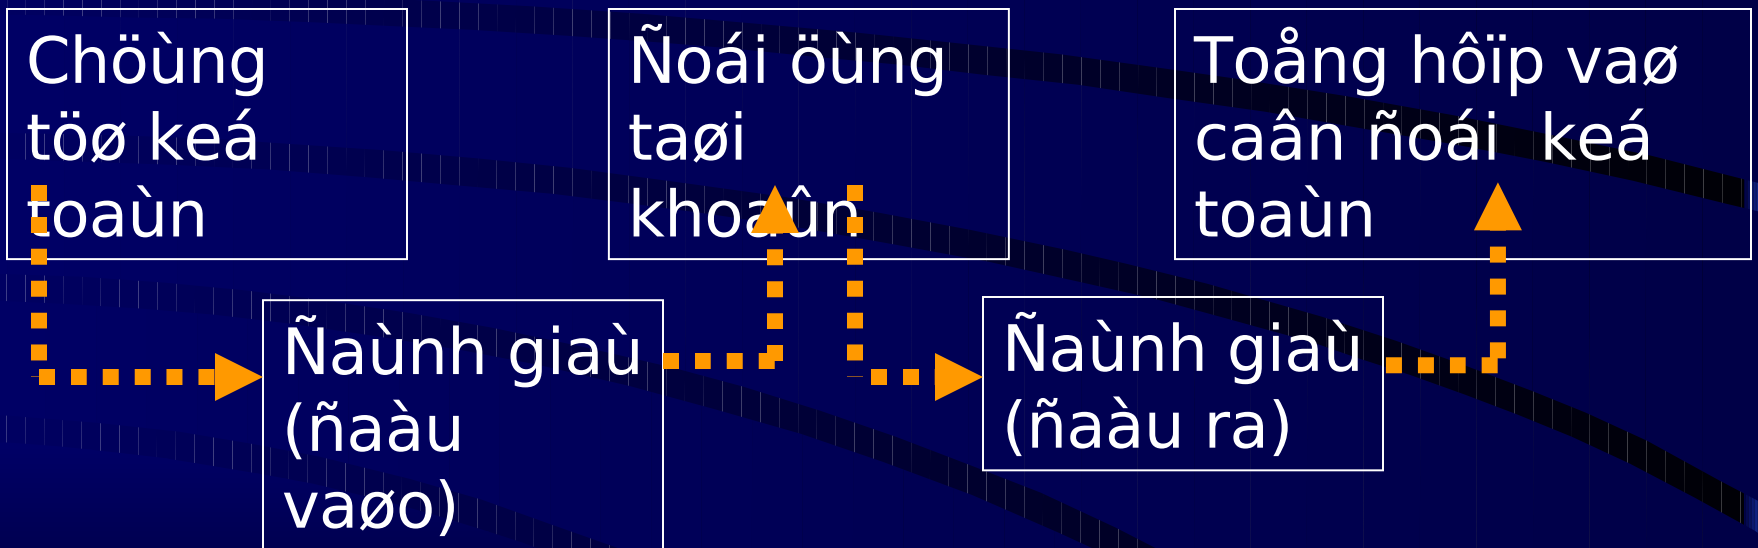 Chöùng
töø keá
toaùn
Ñoái öùng
taøi
khoaûn
Toång hôïp vaø
caân ñoái  keá
toaùn
Ñaùnh giaù
(ñaàu
vaøo)
Ñaùnh giaù
(ñaàu ra)